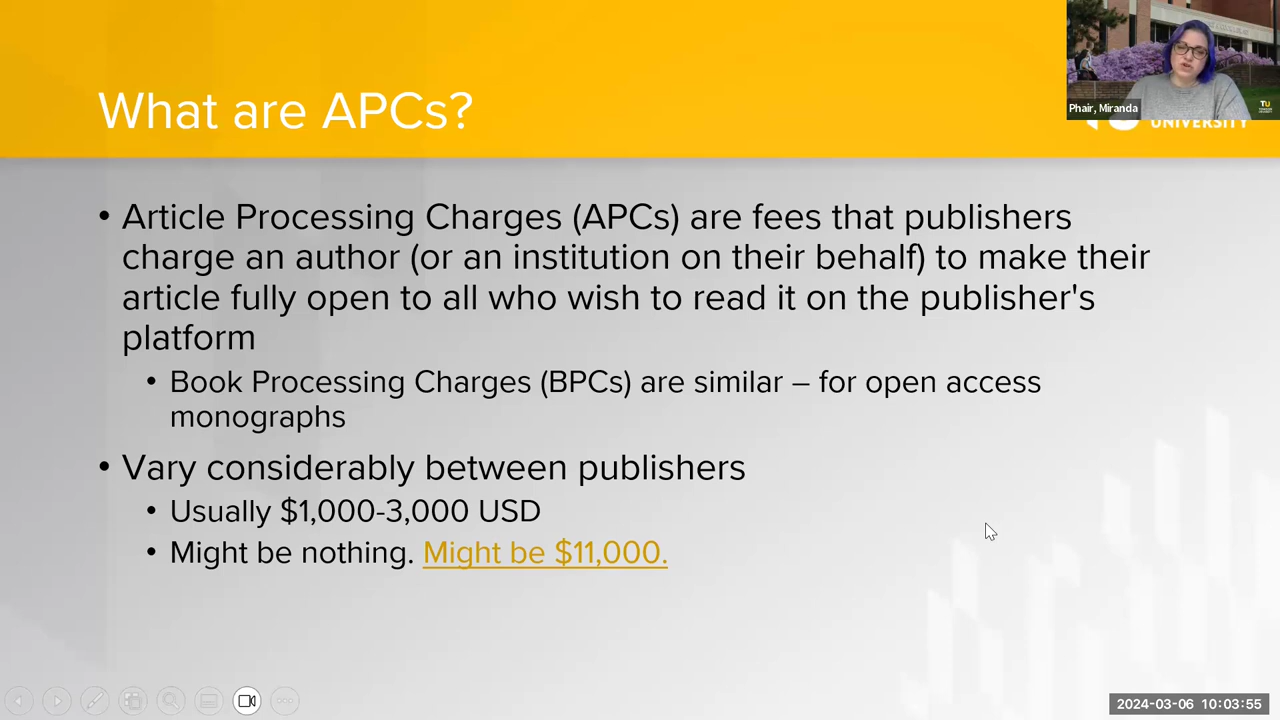 What are APCs?
Phair, Miranda
TU
UNIVERSITY
• Article Processing Charges (APCs) are fees that publishers
charge an author (or an institution on their behalf) to make their
article fully open to all who wish to read it on the publisher's
platform
• Book Processing Charges (BPCs) are similar – for open access
monographs
• Vary considerably between publishers
• Usually $1,000-3,000 USD
• Might be nothing. Might be $11,000.
2024-03-06 10:03:55